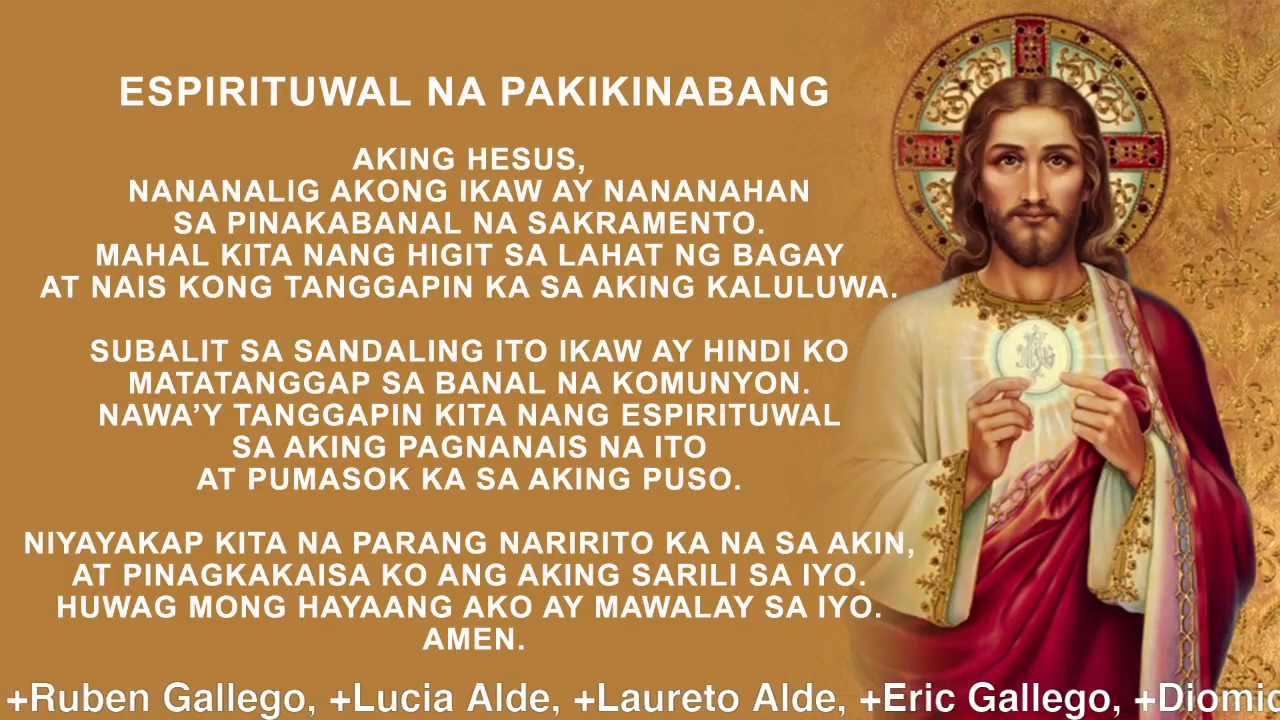 ESPIRITUWAL NA PAKIKINABANG
AKING HESUS,
NANANALIG AKONG IKAW AY NANANAHAN
SA PINAKABANAL NA SAKRAMENTO.
MAHAL KITA NANG HIGIT SA LAHAT NG BAGAY
AT NAIS KONG TANGGAPIN KA SA AKING KALULUWA.
SUBALIT SA SANDALING ITO IKAW AY HINDI KO
MATATANGGAP SA BANAL NA KOMUNYON.
NAWA’Y TANGGAPIN KITA NANG ESPIRITUWAL
SA AKING PAGNANAIS NA ITO
AT PUMASOK KA SA AKING PUSO.
NIYAYAKAP KITA NA PARANG NARIRITO KA NA SA AKIN,
AT PINAGKAKAISA KO ANG AKING SARILI SA IYO.
HUWAG MONG HAYAANG AKO AY MAWALAY SA IYO.
AMEN.
+Ruben Gallego, +Lucia Alde, +Laureto Alde, +Eric Gallego,